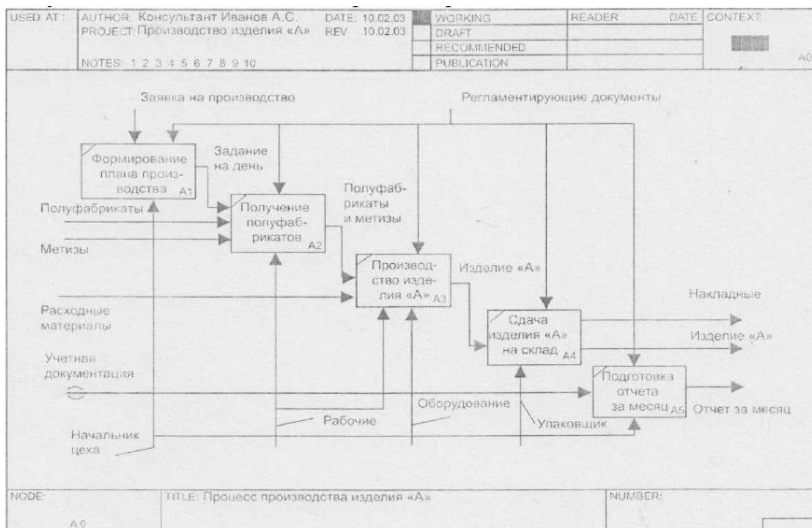 USED AT: AUTHOR: Консультант Иванов А.С. DATE: 10.02.03 WORKING READER DATE CONTEXT:
PROJECT: Производство изделия «А» REV 10.02.03 DRAFT
RECOMMENDED
NOTES: 1 2 3 4 5 6 7 8 9 10 PUBLICATION A0
Заявка на производство
Регламентирующие документы
Формирование
плана произ-
водства A1
Задание
на день
Полуфабрикаты
Метизы
Получение
полуфаб-
рикатов A2
Полуфаб-
рикаты
и метизы
Производ-
ство изде-
лия «А» A3
Изделие «А»
Расходные
материалы
Сдача
изделия «А»
на склад A4
Накладные
Изделие «А»
Учетная
документация
Подготовка
отчета
за месяц A5
Отчет за месяц
Начальник
цеха
Рабочие
Оборудование
Упаковщик
NODE: TITLE: Процесс производства изделия «А» NUMBER:
A0